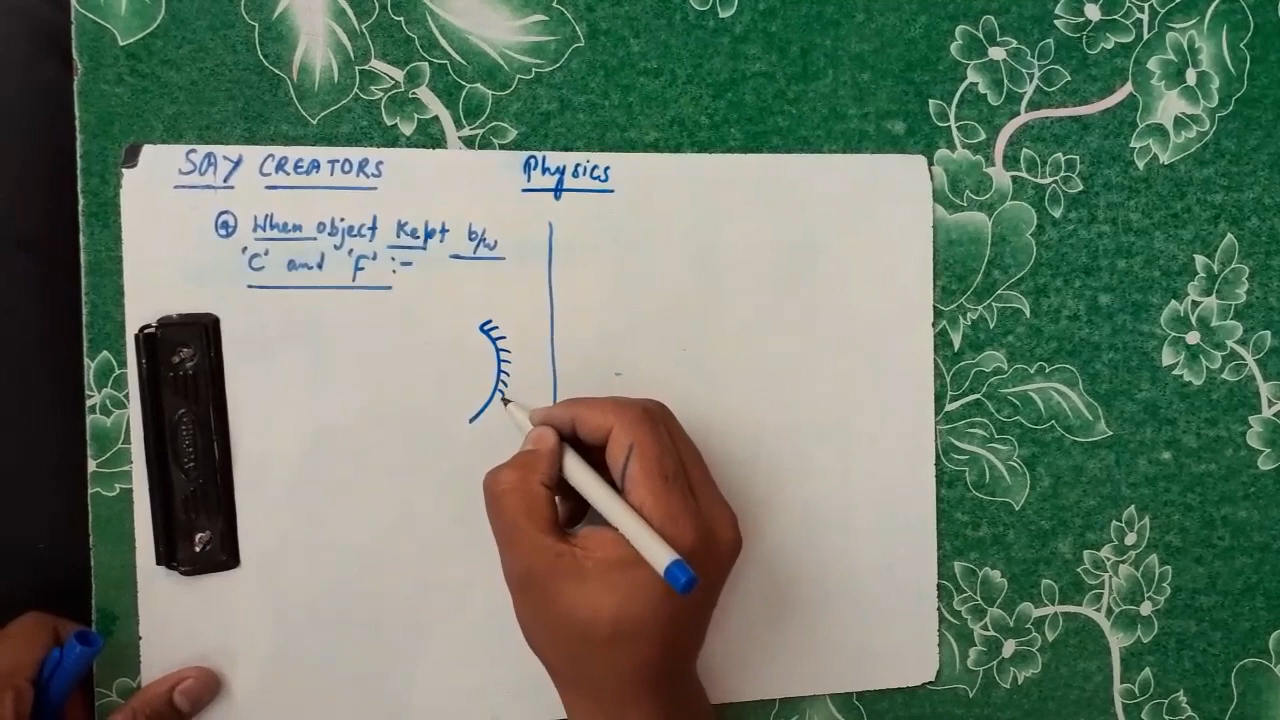 SAY CREATORS
Physics
④ When object Kept b/w
'C' and 'F' :-